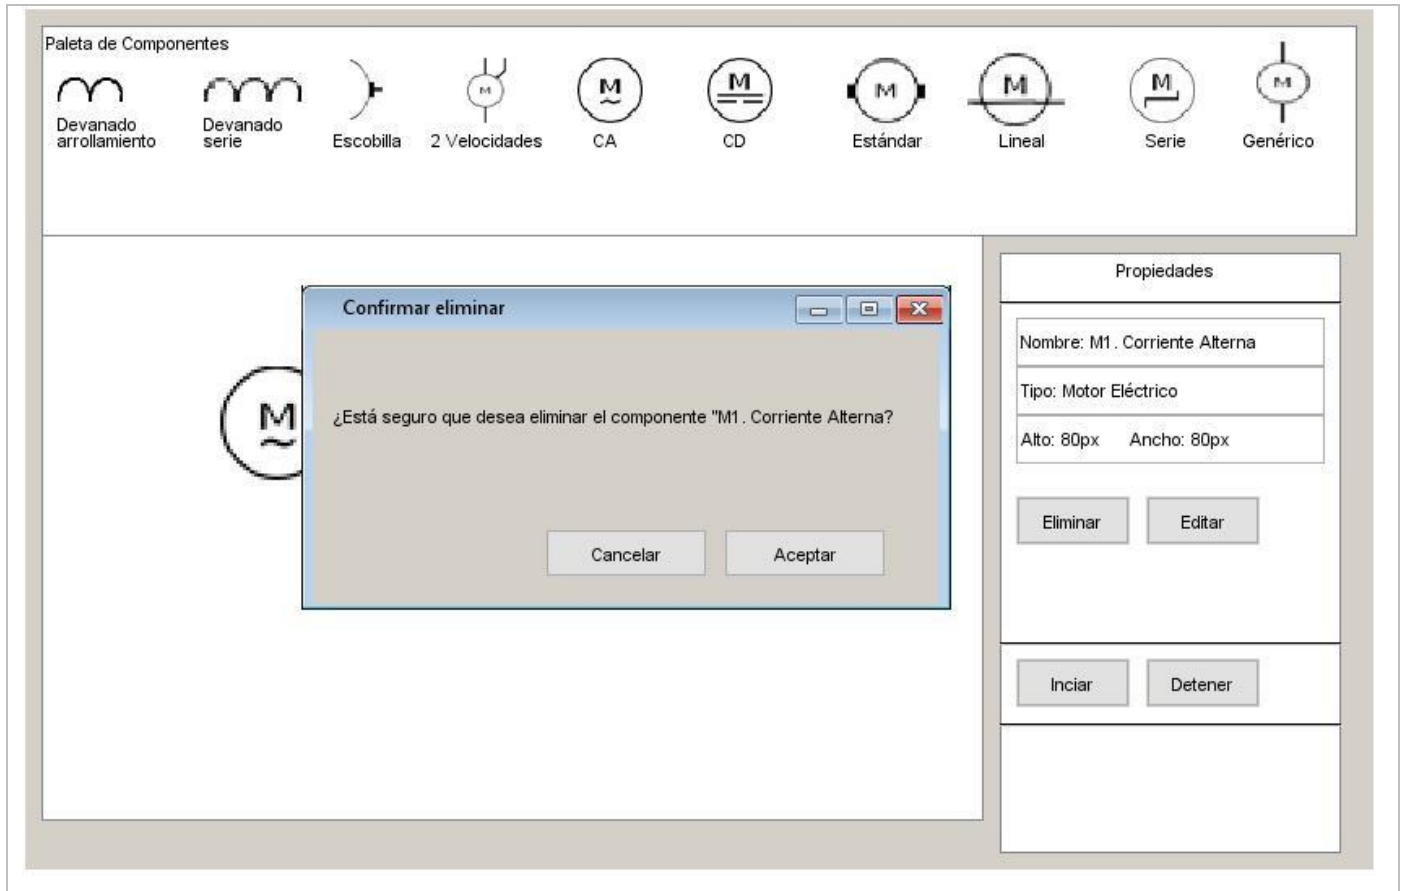 Paleta de Componentes
M
M
M
M
M
M
M
Devanado
arrollamiento
Devanado
serie
Escobilla
2 Velocidades
CA
CD
Estándar
Lineal
Serie
Genérico
Propiedades
Confirmar eliminar
Nombre: M1. Corriente Alterna
Tipo: Motor Eléctrico
M
¿Está seguro que desea eliminar el componente "M1. Corriente Alterna?
Alto: 80px Ancho: 80px
Eliminar
Editar
Cancelar
Aceptar
Inciar
Detener